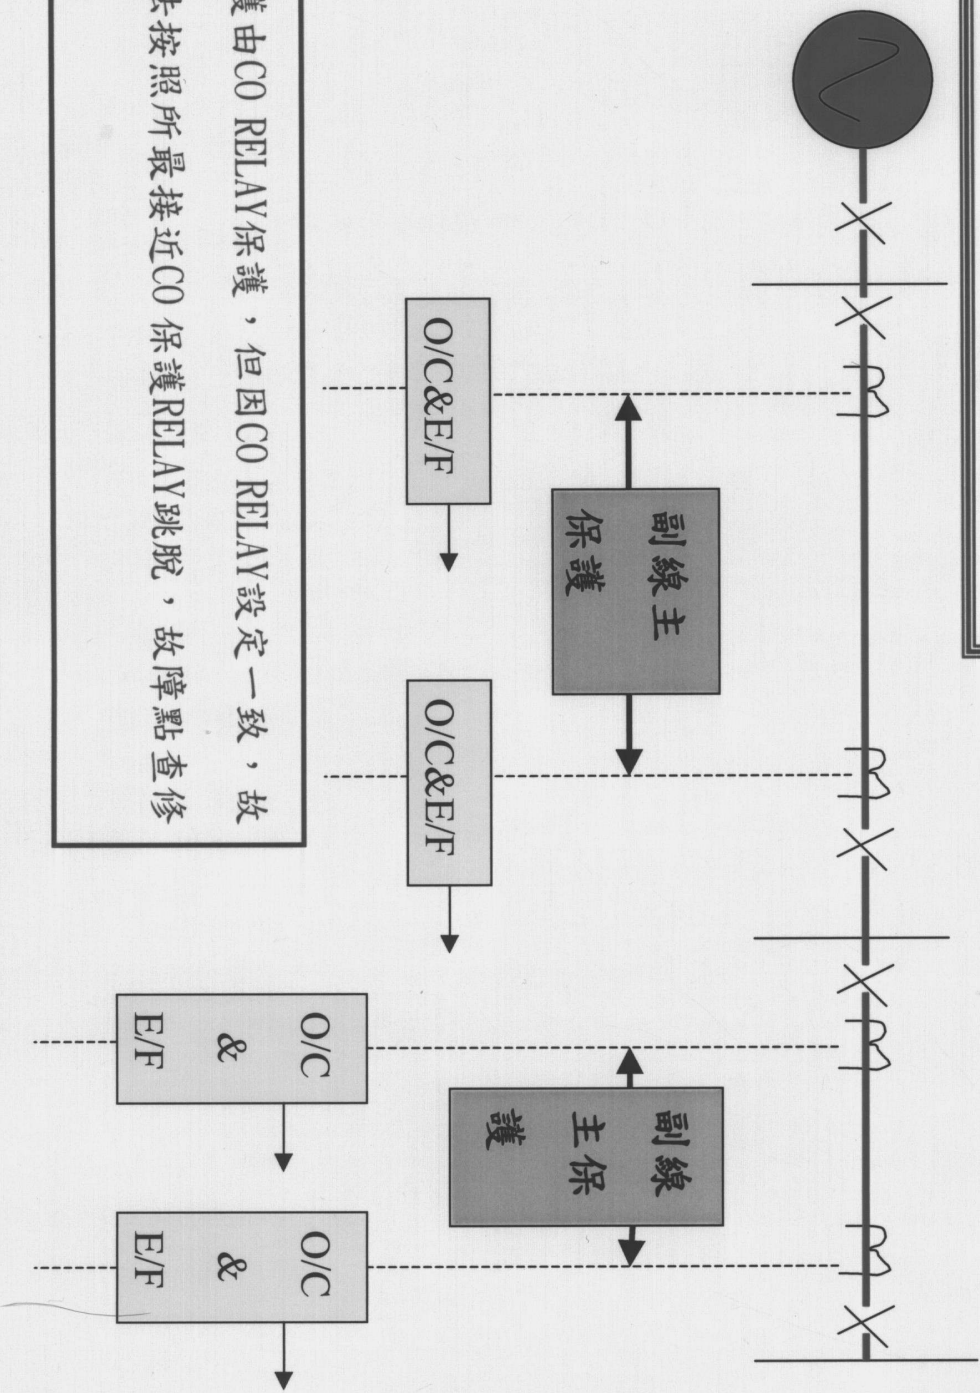 O/C&E/F
副線主
保護
O/C&E/F
O/C
&
E/F
副線
主保
護
O/C
&
E/F
護由CO RELAY保護，但因CO RELAY設定一致，故
法按照所最接近CO 保護RELAY跳脫，故障點查修